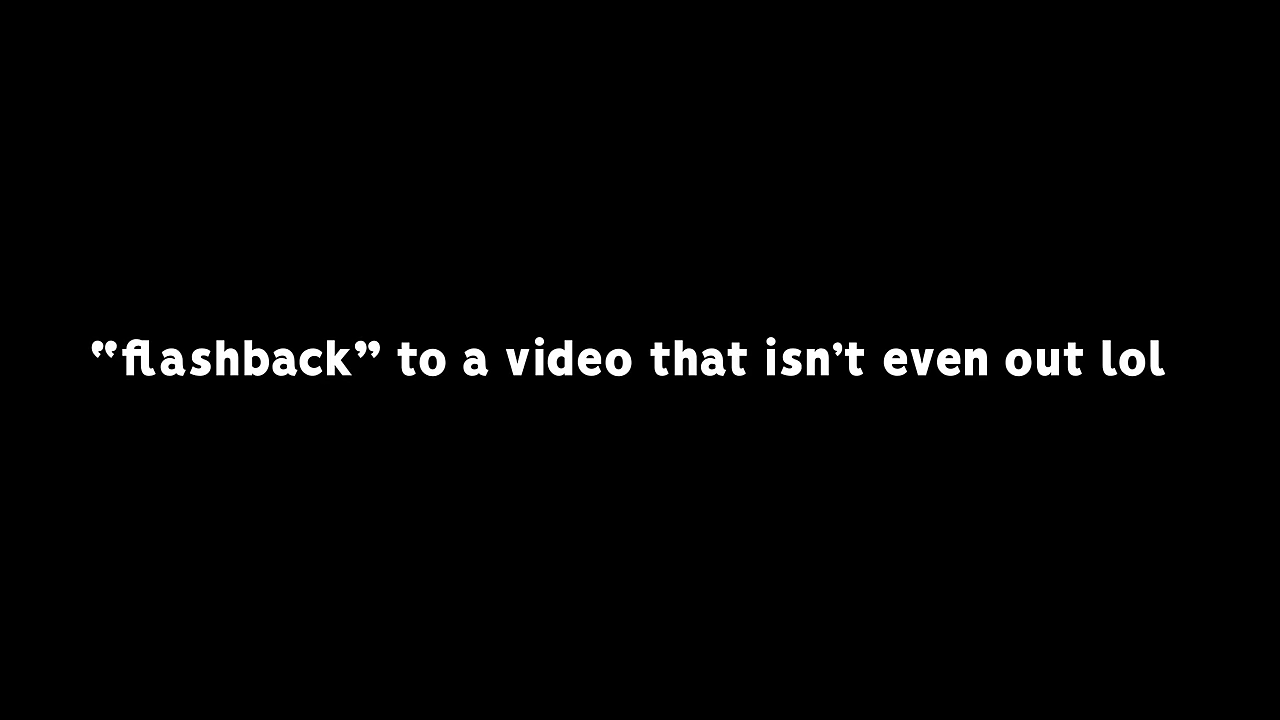 “flashback” to a video that isn’t even out lol